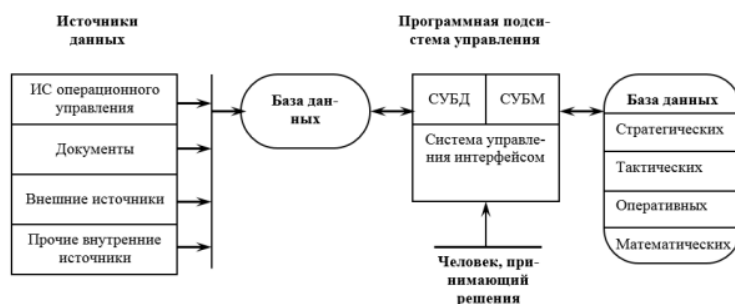 Источники
данных
ИС операционного
управления
Документы
Внешние источники
Прочие внутренние
источники
База дан-
ных
Программная подси-
стема управления
СУБД
СУБМ
Система управле-
ния интерфейсом
Человек, при-
нимающий
решения
База данных
Стратегических
Тактических
Оперативных
Математических